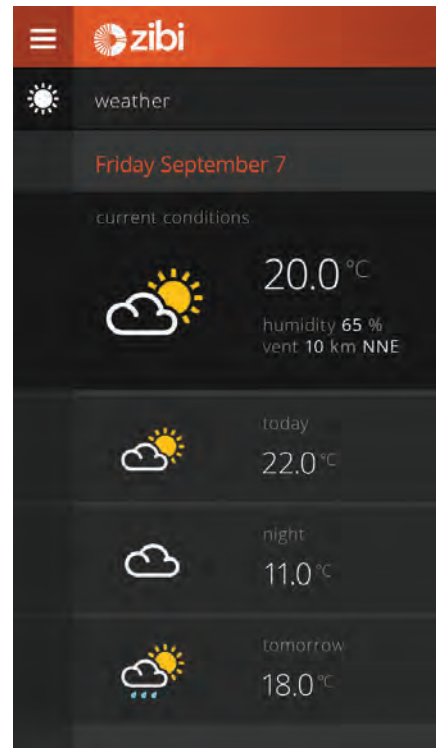 zibi
weather
Friday September 7
current conditions
20.0 °C
humidity 65 %
vent 10 km NNE
today
22.0 °C
night
11.0 °C
tomorrow
18.0 °C